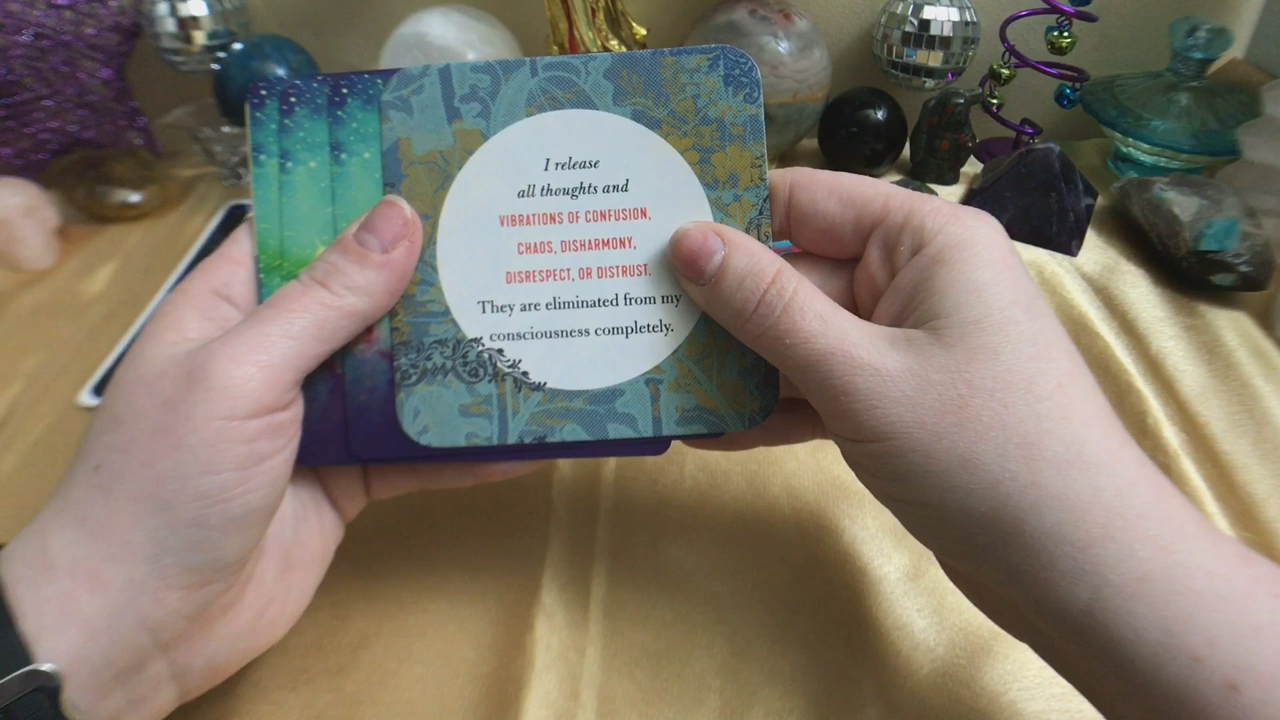 I release
all thoughts and
VIBRATIONS OF CONFUSION,
CHAOS, DISHARMONY,
DISRESPECT, OR DISTRUST.
They are eliminated from my
consciousness completely.